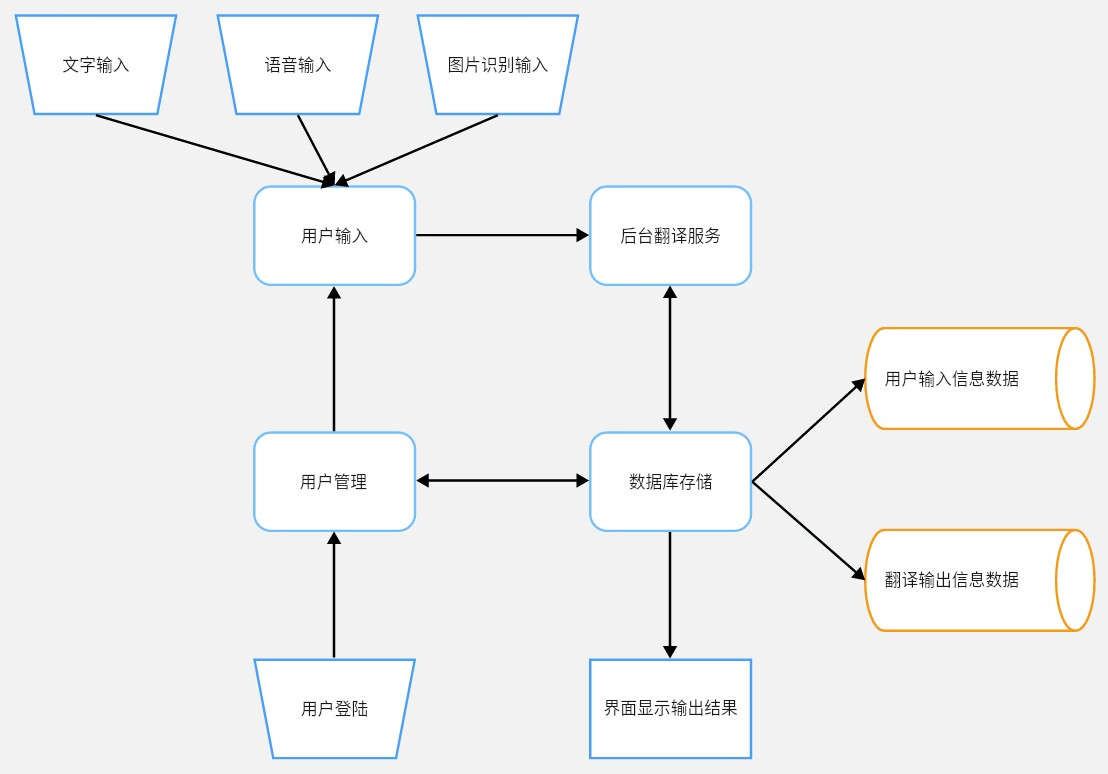 文字输入
语音输入
图片识别输入
用户输入
后台翻译服务
用户输入信息数据
用户管理
数据库存储
翻译输出信息数据
用户登陆
界面显示输出结果